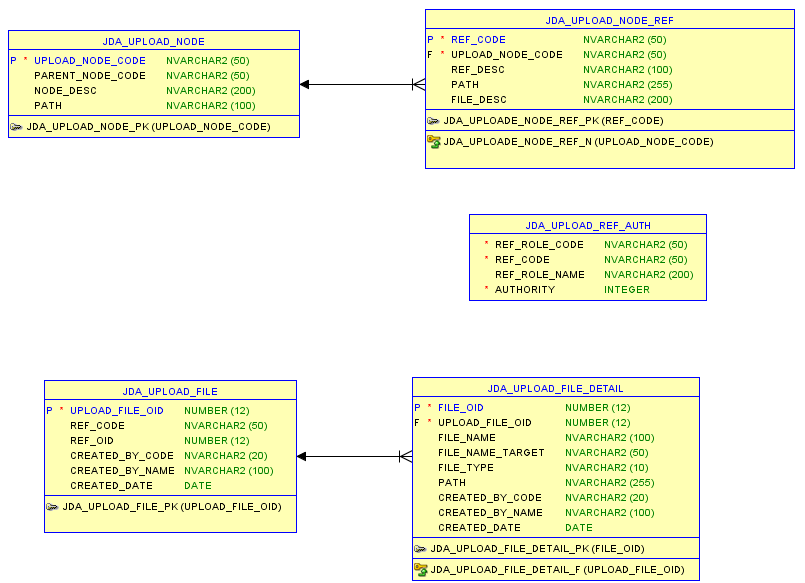 JDA_UPLOAD_NODE
P * UPLOAD_NODE_CODE NVARCHAR2 (50)
PARENT_NODE_CODE NVARCHAR2 (50)
NODE_DESC NVARCHAR2 (200)
PATH NVARCHAR2 (100)
JDA_UPLOAD_NODE_PK (UPLOAD_NODE_CODE)
JDA_UPLOAD_NODE_REF
P * REF_CODE NVARCHAR2 (50)
F * UPLOAD_NODE_CODE NVARCHAR2 (50)
REF_DESC NVARCHAR2 (100)
PATH NVARCHAR2 (255)
FILE_DESC NVARCHAR2 (200)
JDA_UPLOADE_NODE_REF_PK (REF_CODE)
JDA_UPLOADE_NODE_REF_N (UPLOAD_NODE_CODE)
JDA_UPLOAD_REF_AUTH
* REF_ROLE_CODE NVARCHAR2 (50)
* REF_CODE NVARCHAR2 (50)
REF_ROLE_NAME NVARCHAR2 (200)
* AUTHORITY INTEGER
JDA_UPLOAD_FILE
P * UPLOAD_FILE_OID NUMBER (12)
REF_CODE NVARCHAR2 (50)
REF_OID NUMBER (12)
CREATED_BY_CODE NVARCHAR2 (20)
CREATED_BY_NAME NVARCHAR2 (100)
CREATED_DATE DATE
JDA_UPLOAD_FILE_PK (UPLOAD_FILE_OID)
JDA_UPLOAD_FILE_DETAIL
P * FILE_OID NUMBER (12)
F * UPLOAD_FILE_OID NUMBER (12)
FILE_NAME NVARCHAR2 (100)
FILE_NAME_TARGET NVARCHAR2 (50)
FILE_TYPE NVARCHAR2 (10)
PATH NVARCHAR2 (255)
CREATED_BY_CODE NVARCHAR2 (20)
CREATED_BY_NAME NVARCHAR2 (100)
CREATED_DATE DATE
JDA_UPLOAD_FILE_DETAIL_PK (FILE_OID)
JDA_UPLOAD_FILE_DETAIL_F (UPLOAD_FILE_OID)